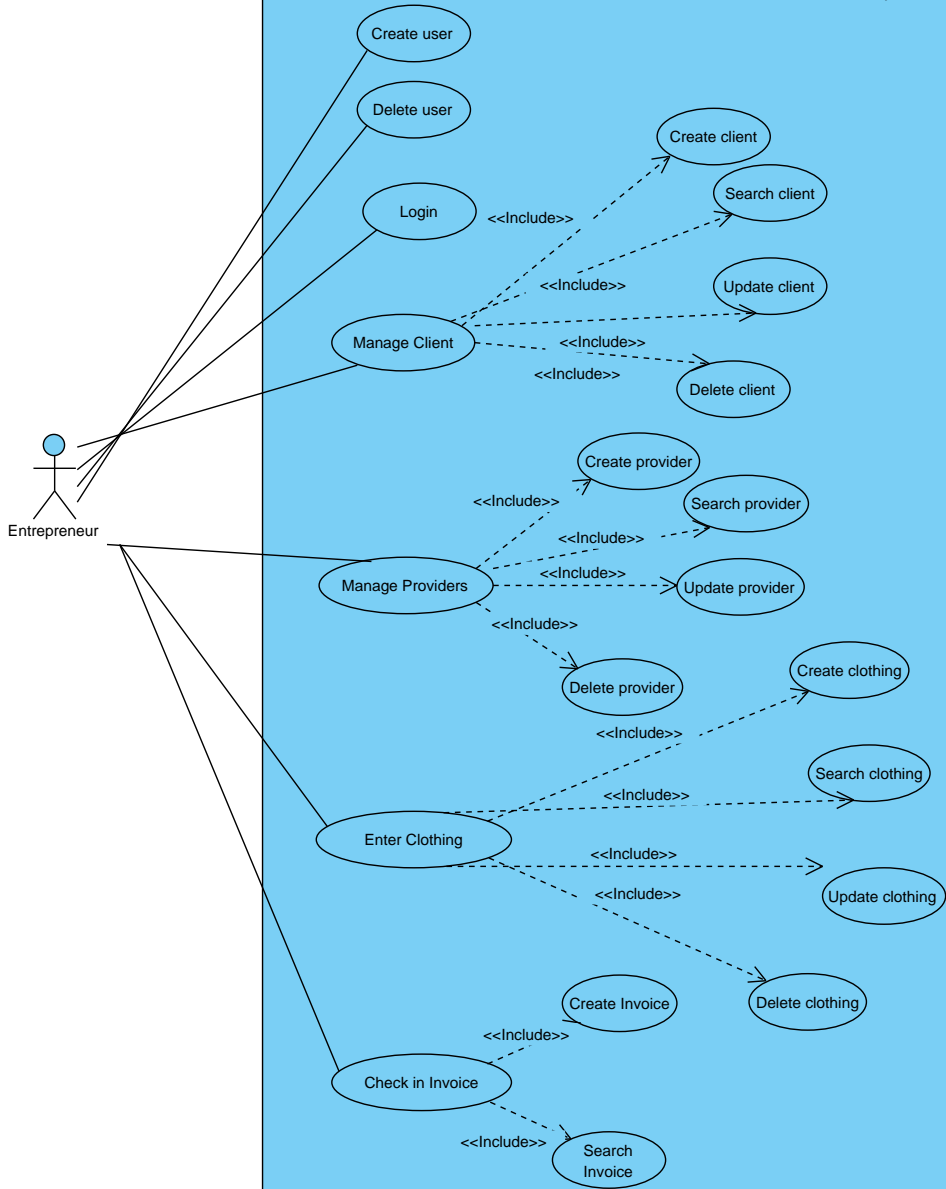 Create user
Delete user
Create client
Search client
Login
<<Include>>
<<Include>>
Update client
Manage Client
<<Include>>
<<Include>>
Delete client
Create provider
<<Include>>
Search provider
Entrepreneur
<<Include>>
Manage Providers
<<Include>>
Update provider
<<Include>>
Create clothing
Delete provider
<<Include>>
Search clothing
<<Include>>
Enter Clothing
<<Include>>
<<Include>>
Update clothing
Create Invoice
Delete clothing
<<Include>>
Check in Invoice
<<Include>>
Search
Invoice